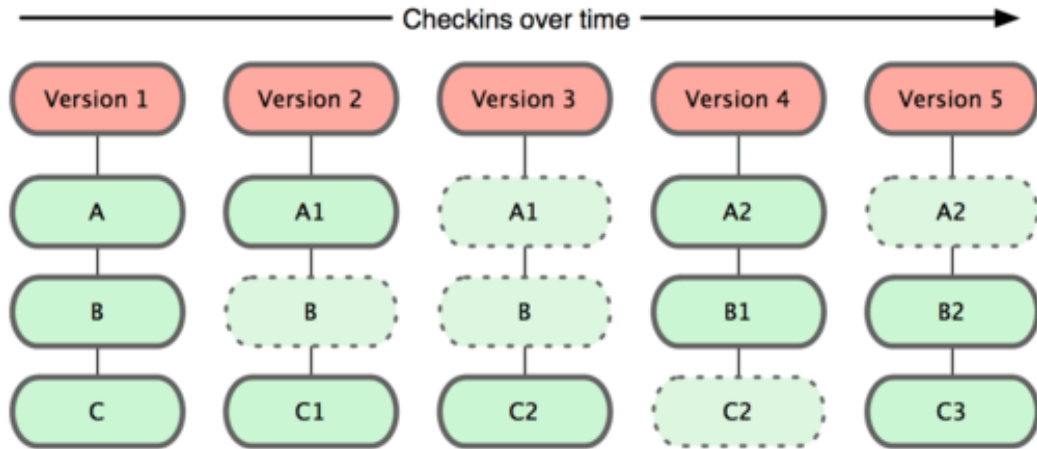 Checkins over time
Version 1 Version 2 Version 3 Version 4 Version 5
A A1 A1 A2 A2
B B B B1 B2
C C1 C2 C2 C3